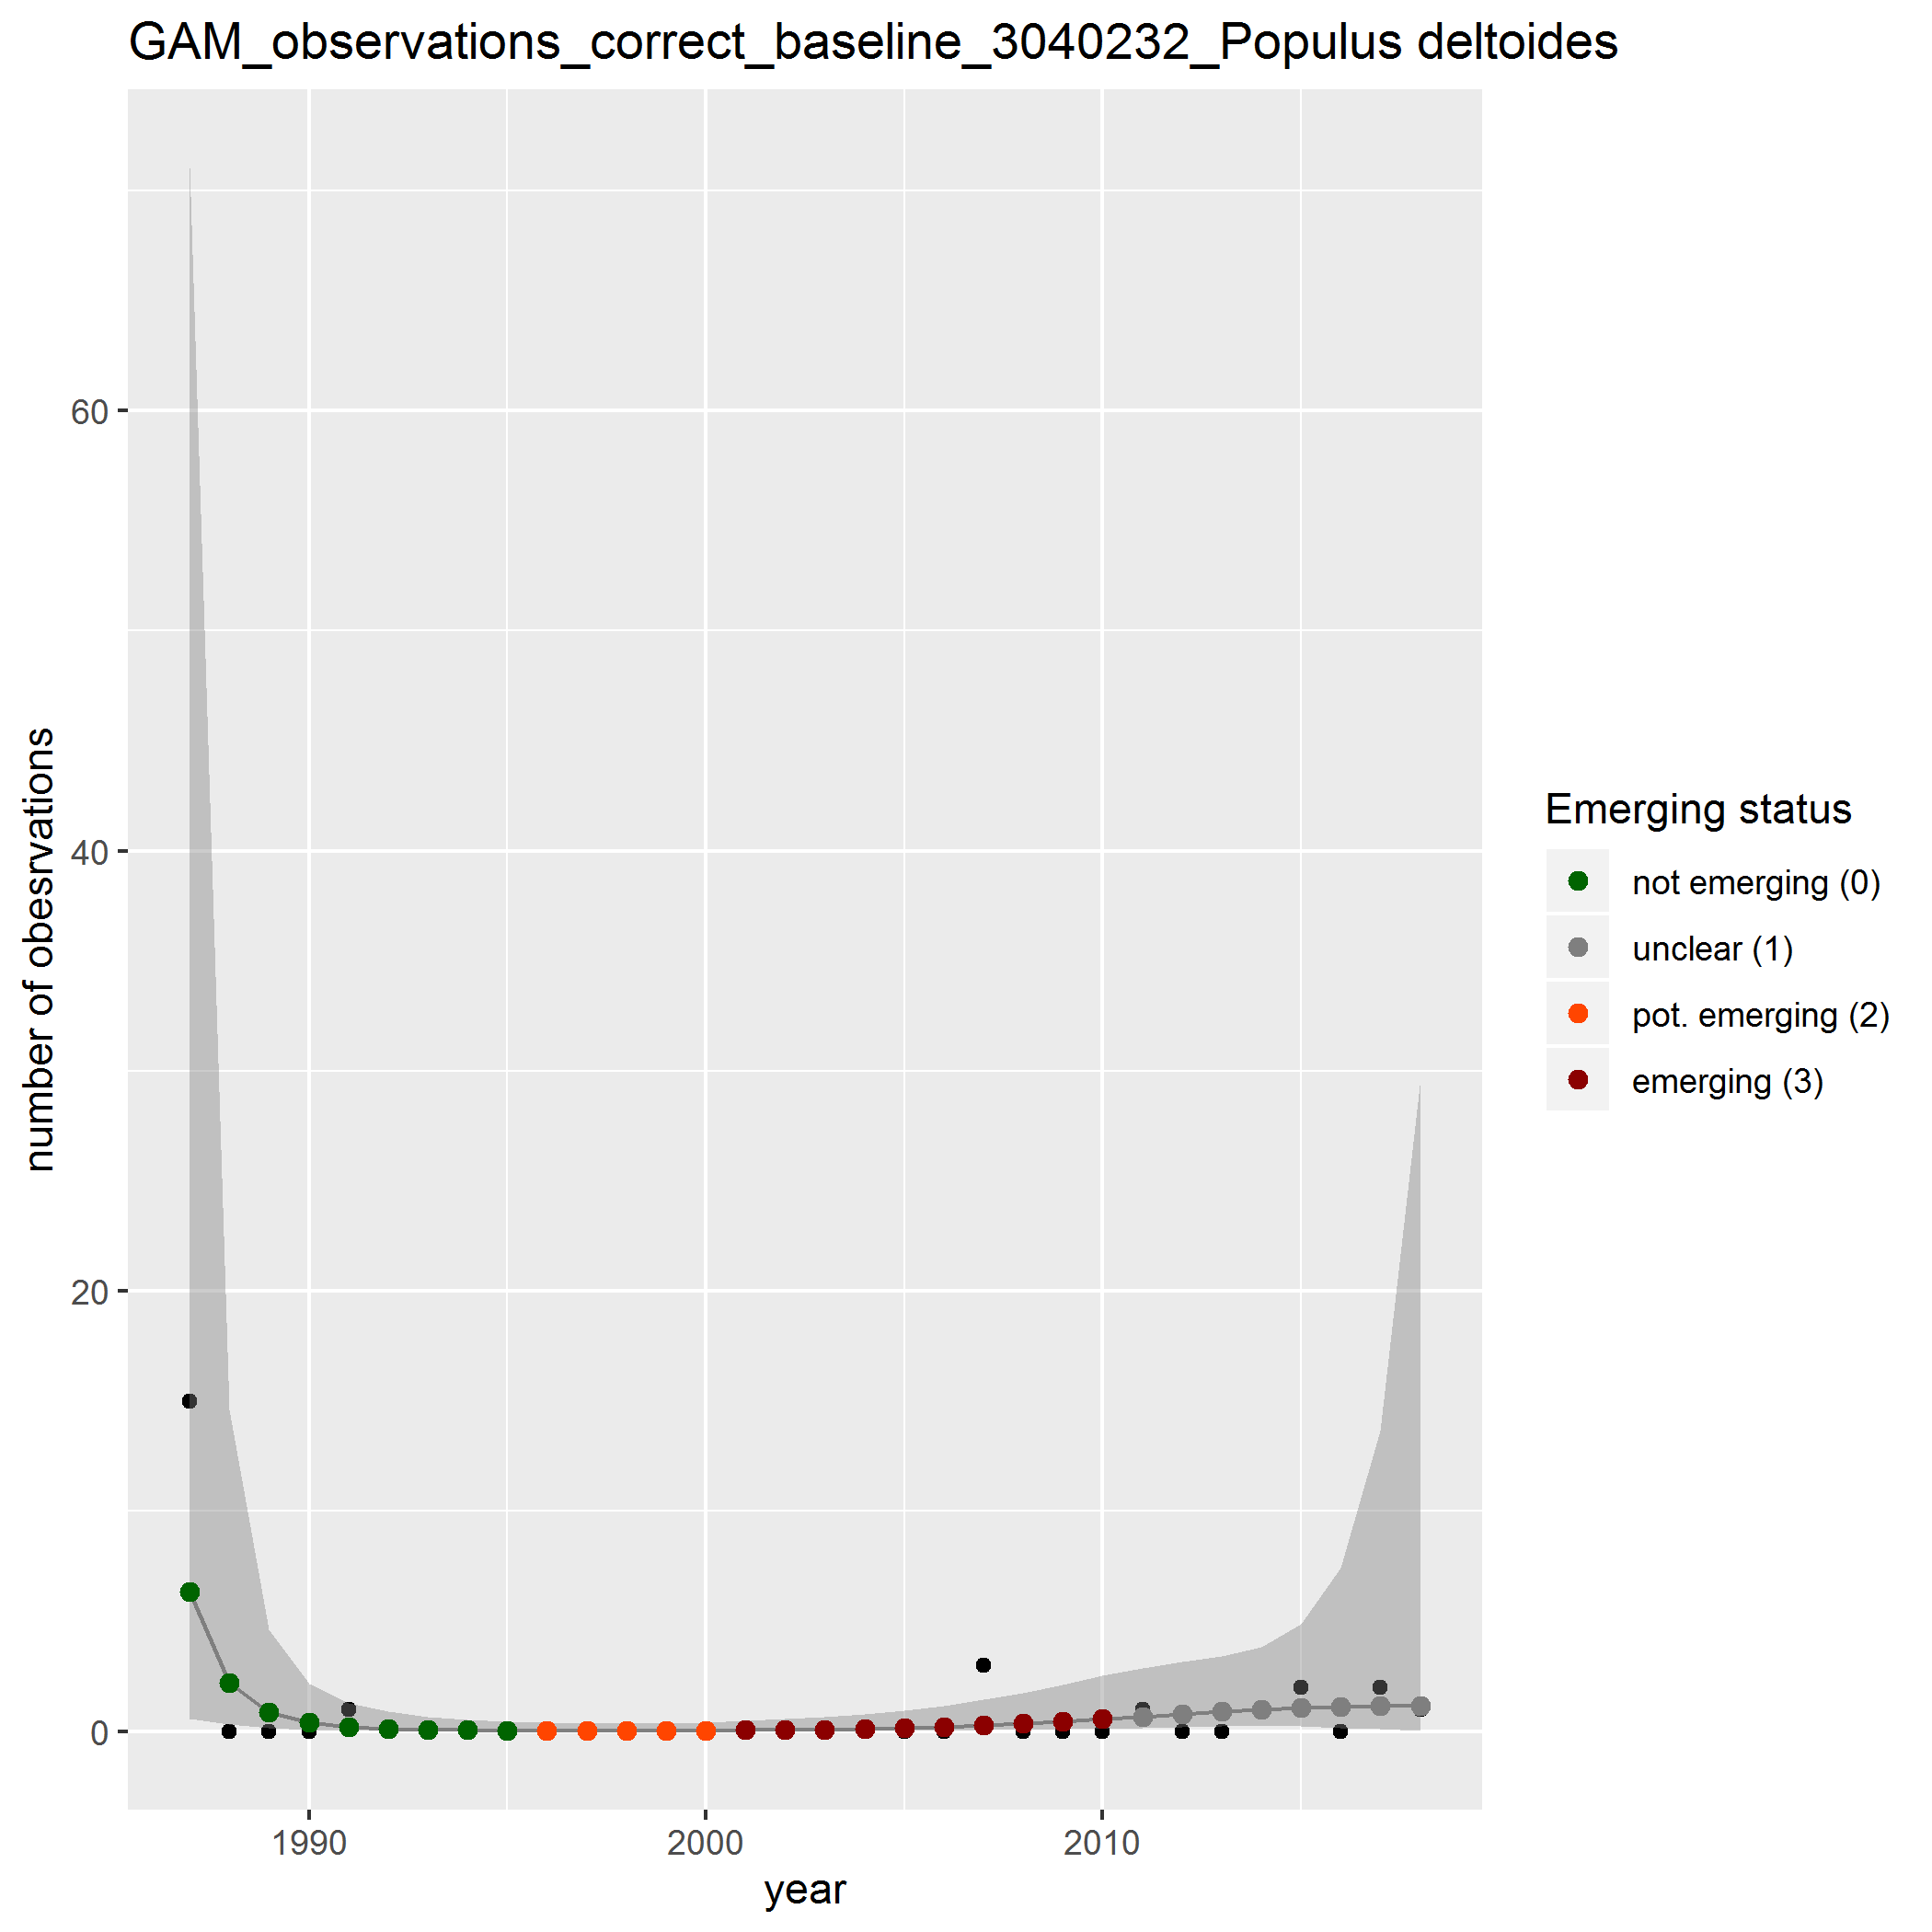 GAM_observations_correct_baseline_3040232_Populus deltoides
number of obesrvations
60
40
20
0
1990
2000
2010
year
Emerging status
not emerging (0)
unclear (1)
pot. emerging (2)
emerging (3)